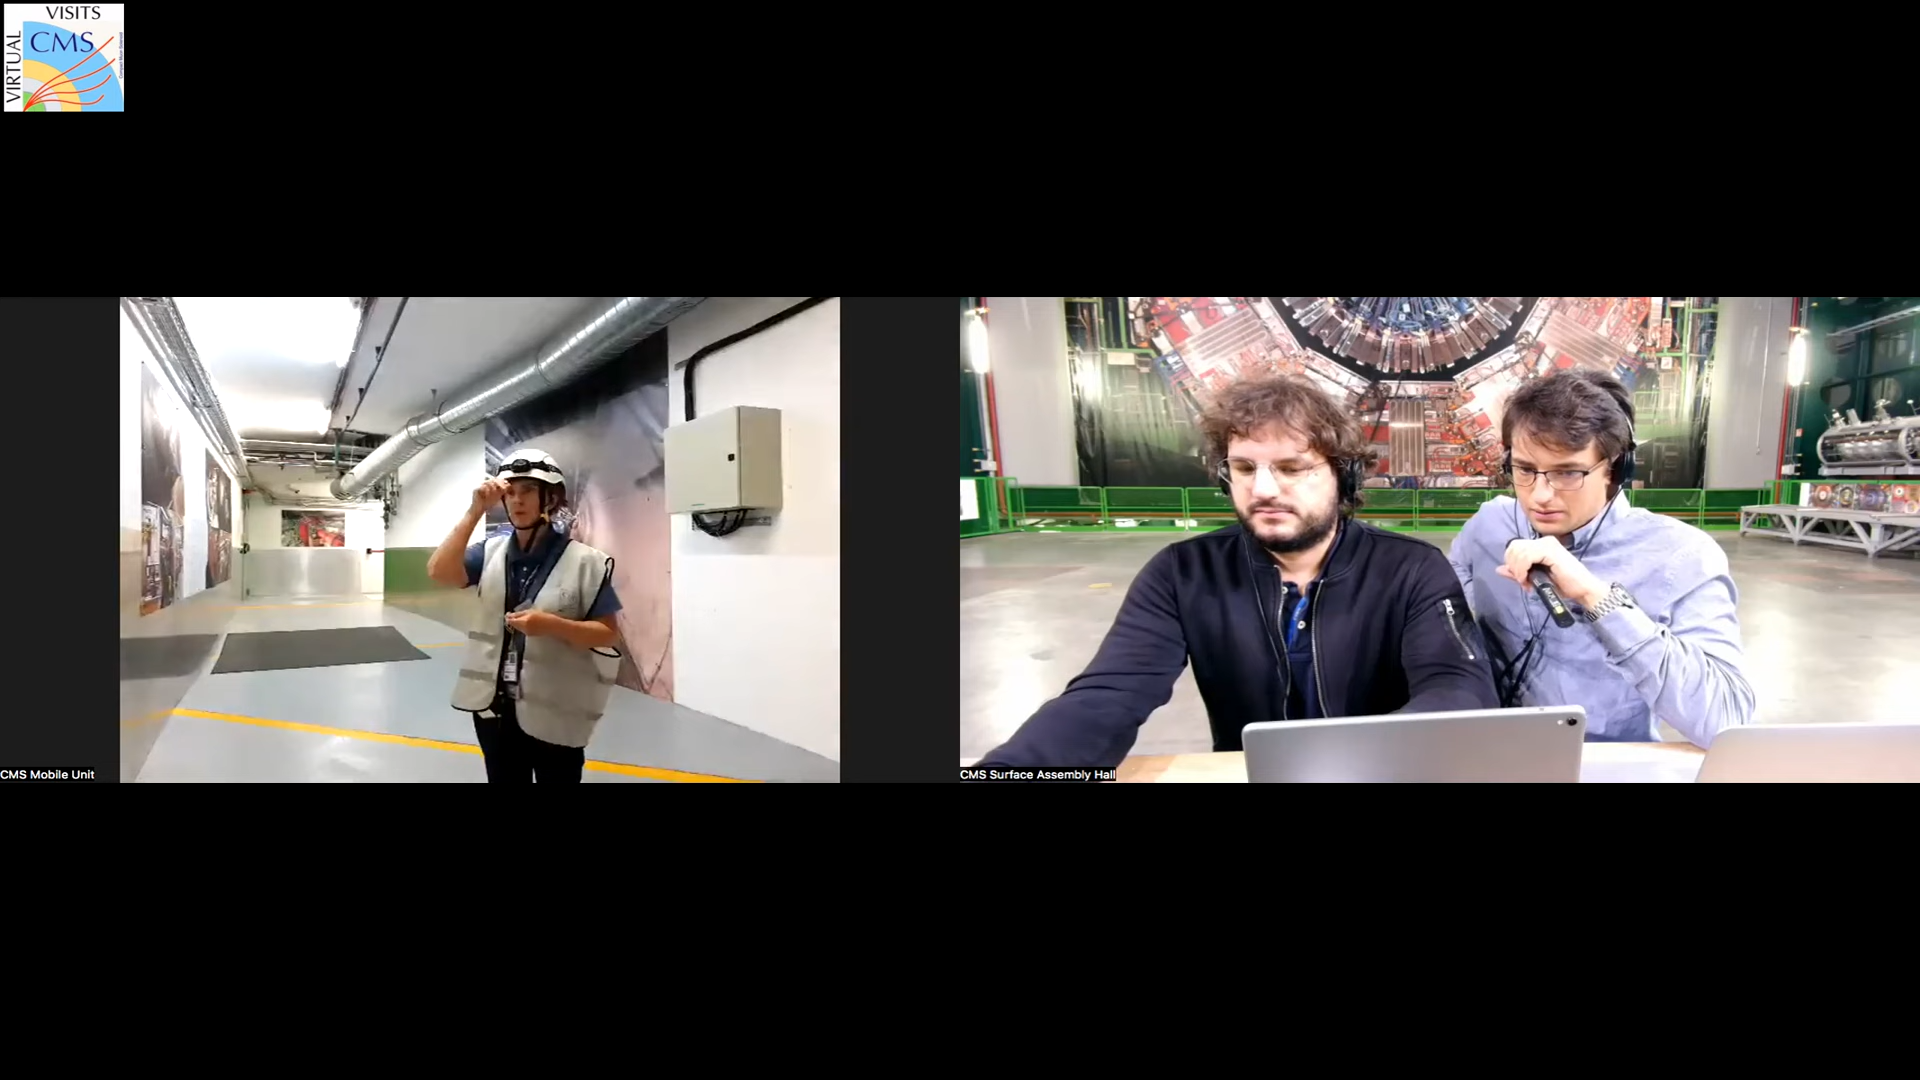 VISITS
VIRTUAL
CMS
CMS Mobile Unit
CMS Surface Assembly Hall